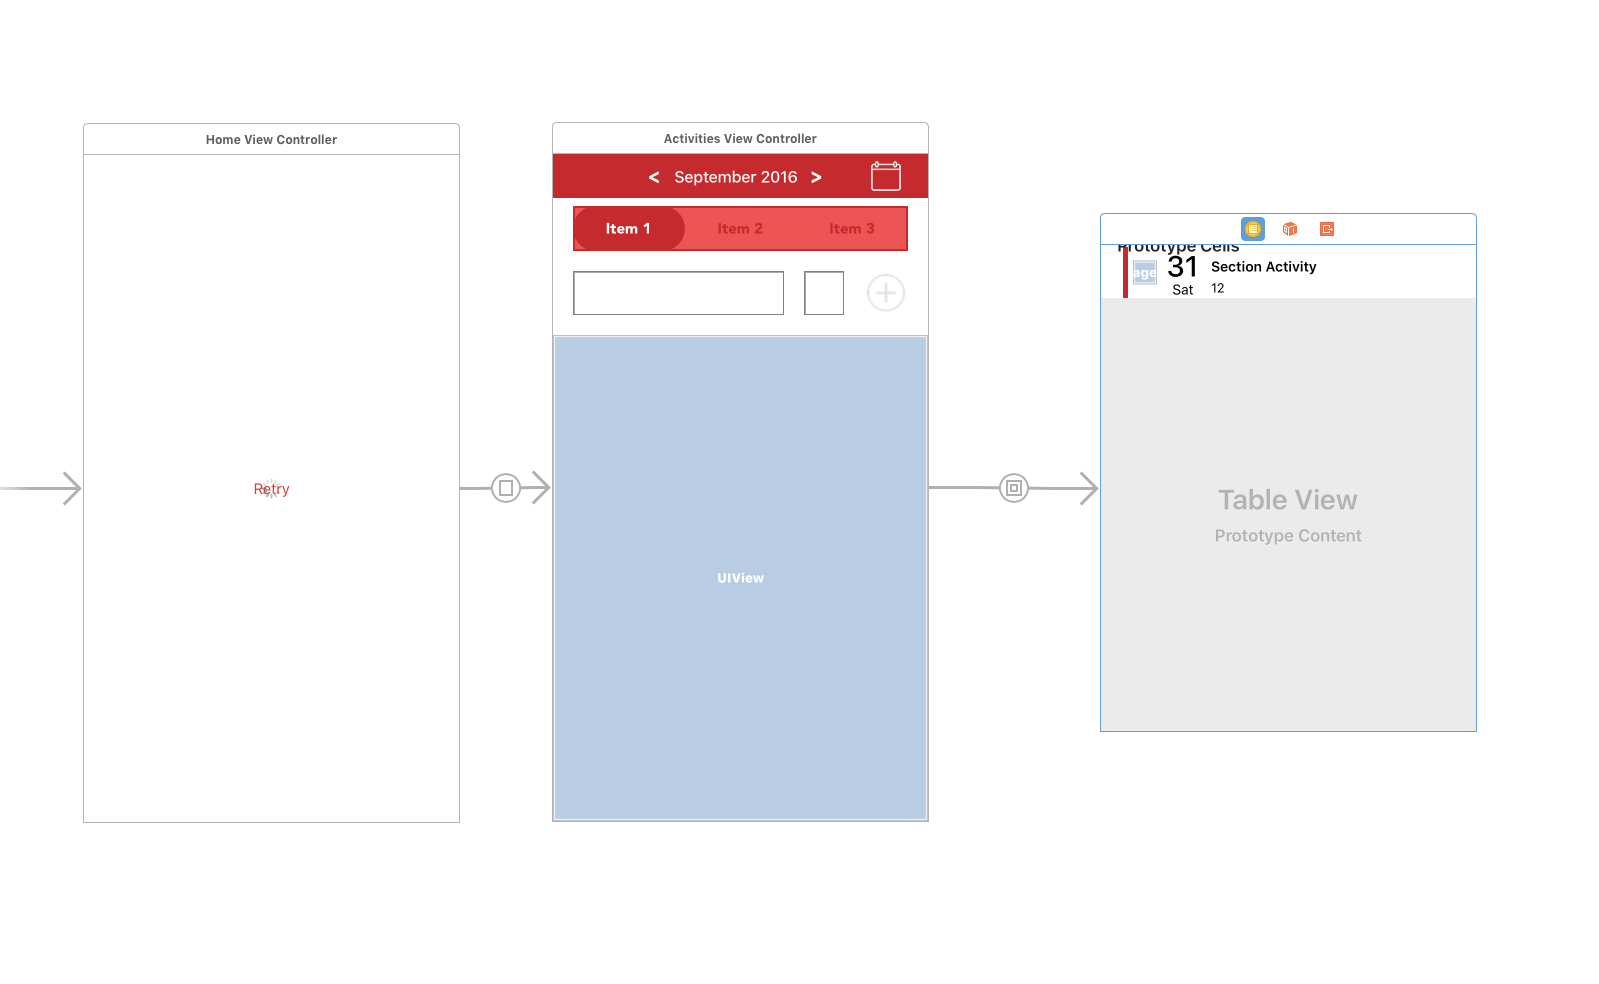 Home View Controller
Retry
Activities View Controller
< September 2016 >
Item 1 Item 2 Item 3
UIView
Prototype Cells
age 31 Section Activity
Sat 12
Table View
Prototype Content